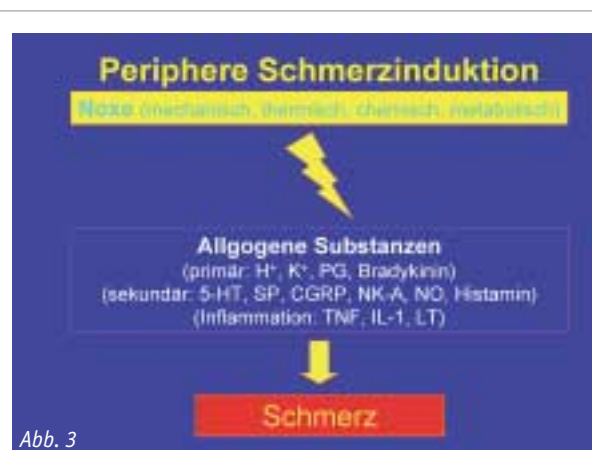 Periphere Schmerzinduktion
Noxe (mechanisch, thermisch, chemisch, metabolisch)
Allgogene Substanzen
(primär: H⁺, K⁺, PG, Bradykinin)
(sekundär: 5-HT, SP, CGRP, NK-A, NO, Histamin)
(Inflammation: TNF, IL-1, LT)
Schmerz
Abb. 3